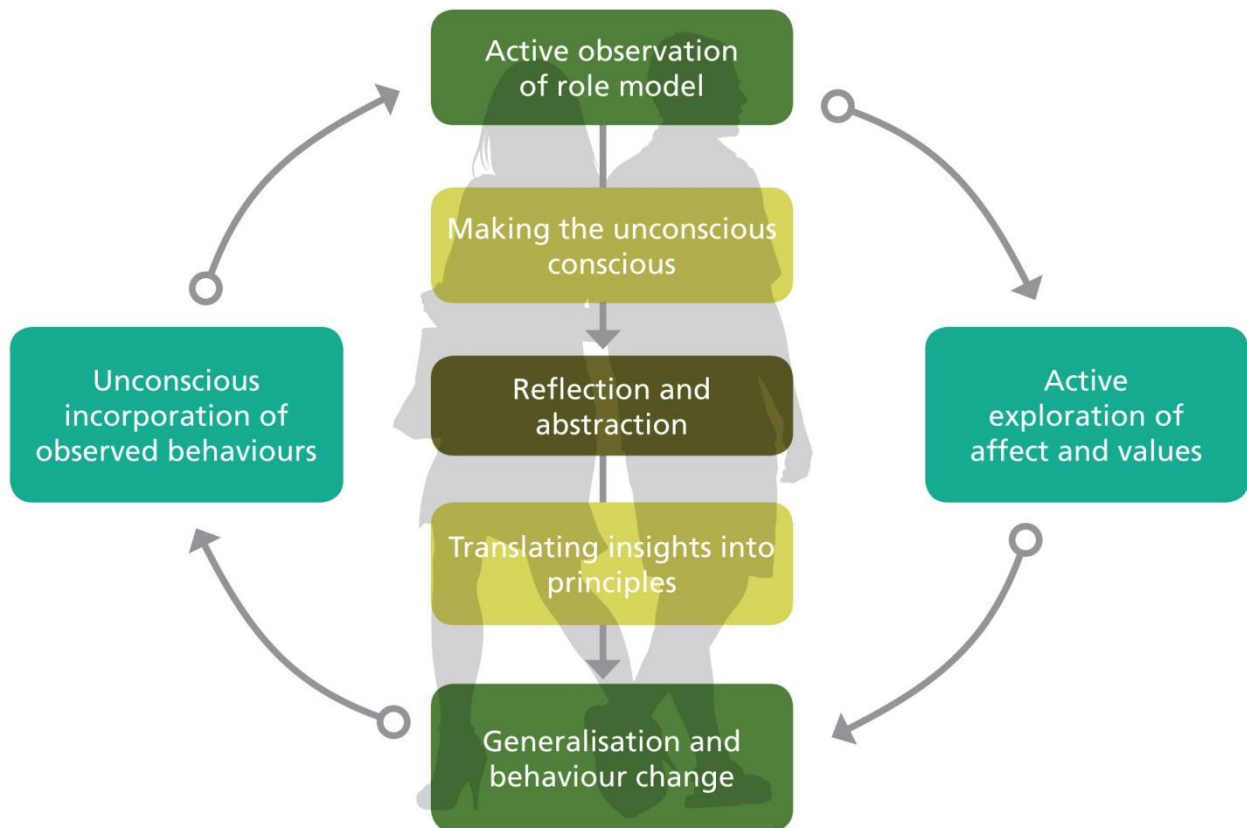 Active observation
of role model
Making the unconscious
conscious
Unconscious
incorporation of
observed behaviours
Reflection and
abstraction
Active
exploration of
affect and values
Translating insights into
principles
Generalisation and
behaviour change